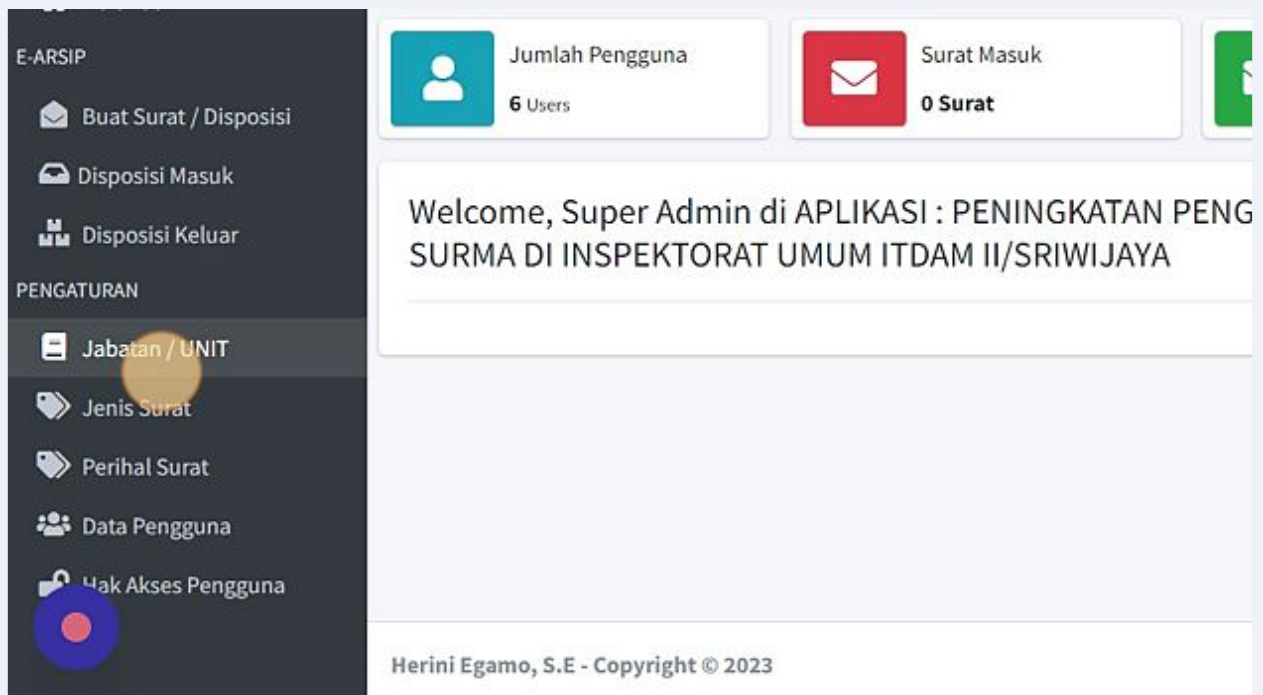 E-ARSIP
Buat Surat / Disposisi
Disposisi Masuk
Disposisi Keluar
PENGATURAN
Jabatan / UNIT
Jenis Surat
Perihal Surat
Data Pengguna
Hak Akses Pengguna
Jumlah Pengguna
6 Users
Surat Masuk
0 Surat
Welcome, Super Admin di APLIKASI : PENINGKATAN PENG
SURMA DI INSPEKTORAT UMUM ITDAM II/SRIWIJAYA
Herini Egamo, S.E - Copyright © 2023